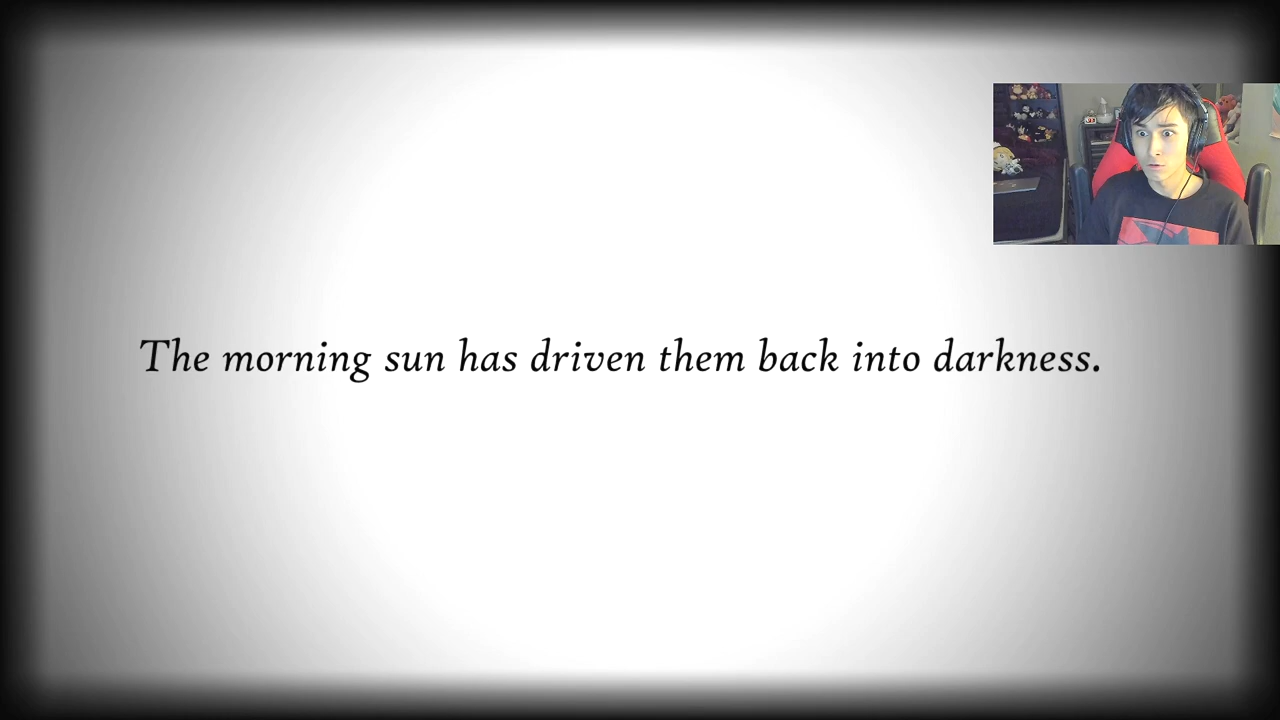 The morning sun has driven them back into darkness.